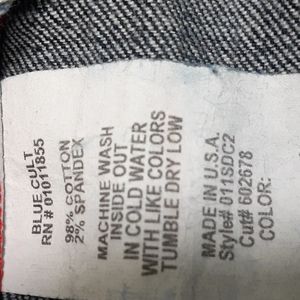 BLUE CULT
RN # 01011855
98% COTTON
2% SPANDEX
MACHINE WASH
INSIDE OUT
IN COLD WATER
WITH LIKE COLORS
TUMBLE DRY LOW
MADE IN U.S.A.
Style# 011SDC2
Cut# 602678
COLOR: